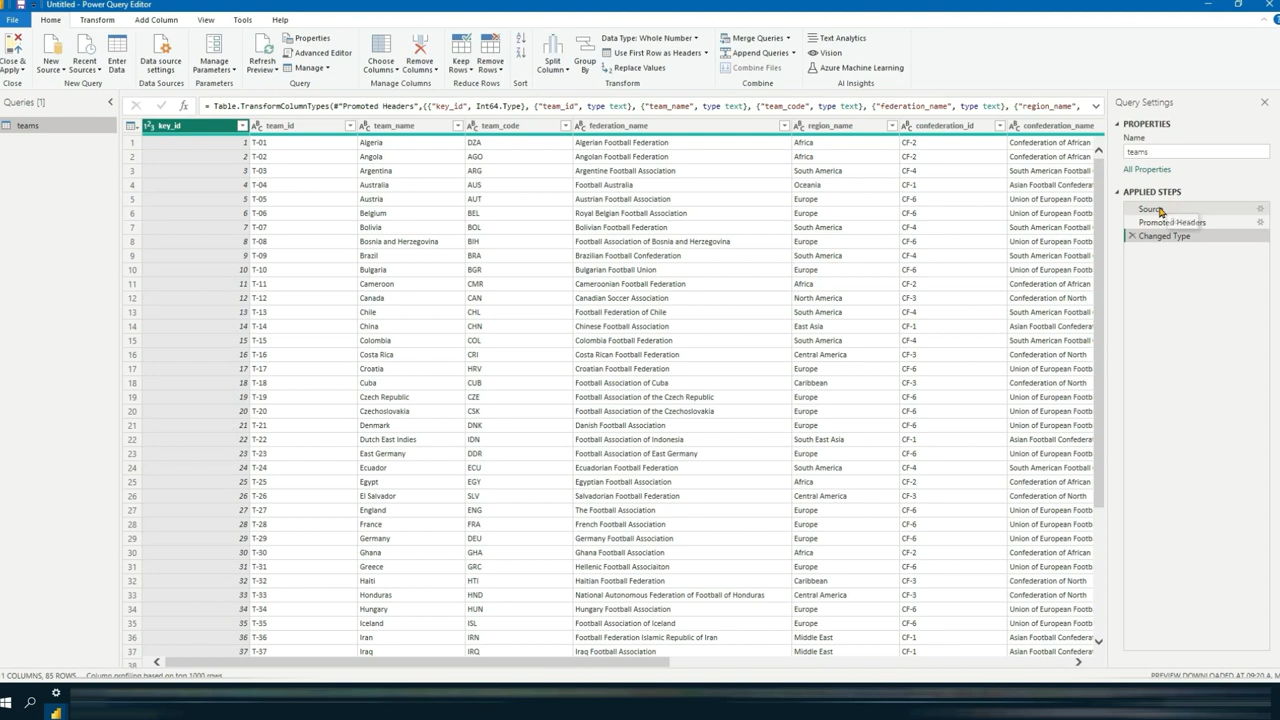 Untitled - Power Query Editor
File Home Transform Add Column View Tools Help
Close & Apply
New Source
Recent Sources
Enter Data
Data source settings
Manage Parameters
Refresh Preview
Properties
Advanced Editor
Manage
Choose Columns
Remove Columns
Keep Rows
Remove Rows
Split Column
Group By
Data Type: Whole Number
Use First Row as Headers
Replace Values
Merge Queries
Append Queries
Combine Files
Text Analytics
Vision
Azure Machine Learning
Close New Query Data Sources Parameters Query Manage Columns Reduce Rows Sort Transform Combine AI Insights
Queries [1]
teams
= Table.TransformColumnTypes(#"Promoted Headers",{{"key_id", Int64.Type}, {"team_id", type text}, {"team_name", type text}, {"team_code", type text}, {"federation_name", type text}, {"region_name",
key_id team_id team_name team_code federation_name region_name confederation_id confederation_name
1 T-01 Algeria DZA Algerian Football Federation Africa CF-2 Confederation of African
2 T-02 Angola AGO Angolan Football Federation Africa CF-2 Confederation of African
3 T-03 Argentina ARG Argentine Football Association South America CF-4 South American Football
4 T-04 Australia AUS Football Australia Oceania CF-1 Asian Football Confedera
5 T-05 Austria AUT Austrian Football Association Europe CF-6 Union of European Footb
6 T-06 Belgium BEL Royal Belgian Football Association Europe CF-6 Union of European Footb
7 T-07 Bolivia BOL Bolivian Football Federation South America CF-4 South American Football
8 T-08 Bosnia and Herzegovina BIH Football Association of Bosnia and Herzegovina Europe CF-6 Union of European Footb
9 T-09 Brazil BRA Brazilian Football Confederation South America CF-4 South American Football
10 T-10 Bulgaria BGR Bulgarian Football Union Europe CF-6 Union of European Footb
11 T-11 Cameroon CMR Cameroonian Football Federation Africa CF-2 Confederation of African
12 T-12 Canada CAN Canadian Soccer Association North America CF-3 Confederation of North
13 T-13 Chile CHL Football Federation of Chile South America CF-4 South American Football
14 T-14 China CHN Chinese Football Association East Asia CF-1 Asian Football Confedera
15 T-15 Colombia COL Colombia Football Federation South America CF-4 South American Football
16 T-16 Costa Rica CRI Costa Rican Football Federation Central America CF-3 Confederation of North
17 T-17 Croatia HRV Croatian Football Federation Europe CF-6 Union of European Footb
18 T-18 Cuba CUB Football Association of Cuba Caribbean CF-3 Confederation of North
19 T-19 Czech Republic CZE Football Association of the Czech Republic Europe CF-6 Union of European Footb
20 T-20 Czechoslovakia CSK Football Association of the Czechoslovakia Europe CF-6 Union of European Footb
21 T-21 Denmark DNK Danish Football Association Europe CF-6 Union of European Footb
22 T-22 Dutch East Indies IDN Football Association of Indonesia South East Asia CF-1 Asian Football Confedera
23 T-23 East Germany DDR Football Association of East Germany Europe CF-6 Union of European Footb
24 T-24 Ecuador ECU Ecuadorian Football Federation South America CF-4 South American Football
25 T-25 Egypt EGY Egyptian Football Association Africa CF-2 Confederation of African
26 T-26 El Salvador SLV Salvadorian Football Federation Central America CF-3 Confederation of North
27 T-27 England ENG The Football Association Europe CF-6 Union of European Footb
28 T-28 France FRA French Football Association Europe CF-6 Union of European Footb
29 T-29 Germany DEU Germany Football Association Europe CF-6 Union of European Footb
30 T-30 Ghana GHA Ghana Football Association Africa CF-2 Confederation of African
31 T-31 Greece GRC Hellenic Football Associaiton Europe CF-6 Union of European Footb
32 T-32 Haiti HTI Haitian Football Federation Caribbean CF-3 Confederation of North
33 T-33 Honduras HND National Autonomous Federation of Football of Honduras Central America CF-3 Confederation of North
34 T-34 Hungary HUN Hungary Football Association Europe CF-6 Union of European Footb
35 T-35 Iceland ISL Football Association of Iceland Europe CF-6 Union of European Footb
36 T-36 Iran IRN Football Federation Islamic Republic of Iran Middle East CF-1 Asian Football Confedera
37 T-37 Iraq IRQ Iraq Football Association Middle East CF-1 Asian Football Confedera
38
Query Settings
PROPERTIES
Name
teams
All Properties
APPLIED STEPS
Source
Promoted Headers
Changed Type
1 COLUMNS, 85 ROWS Column profiling based on top 1000 rows
PREVIEW DOWNLOADED AT 09:20 A, M